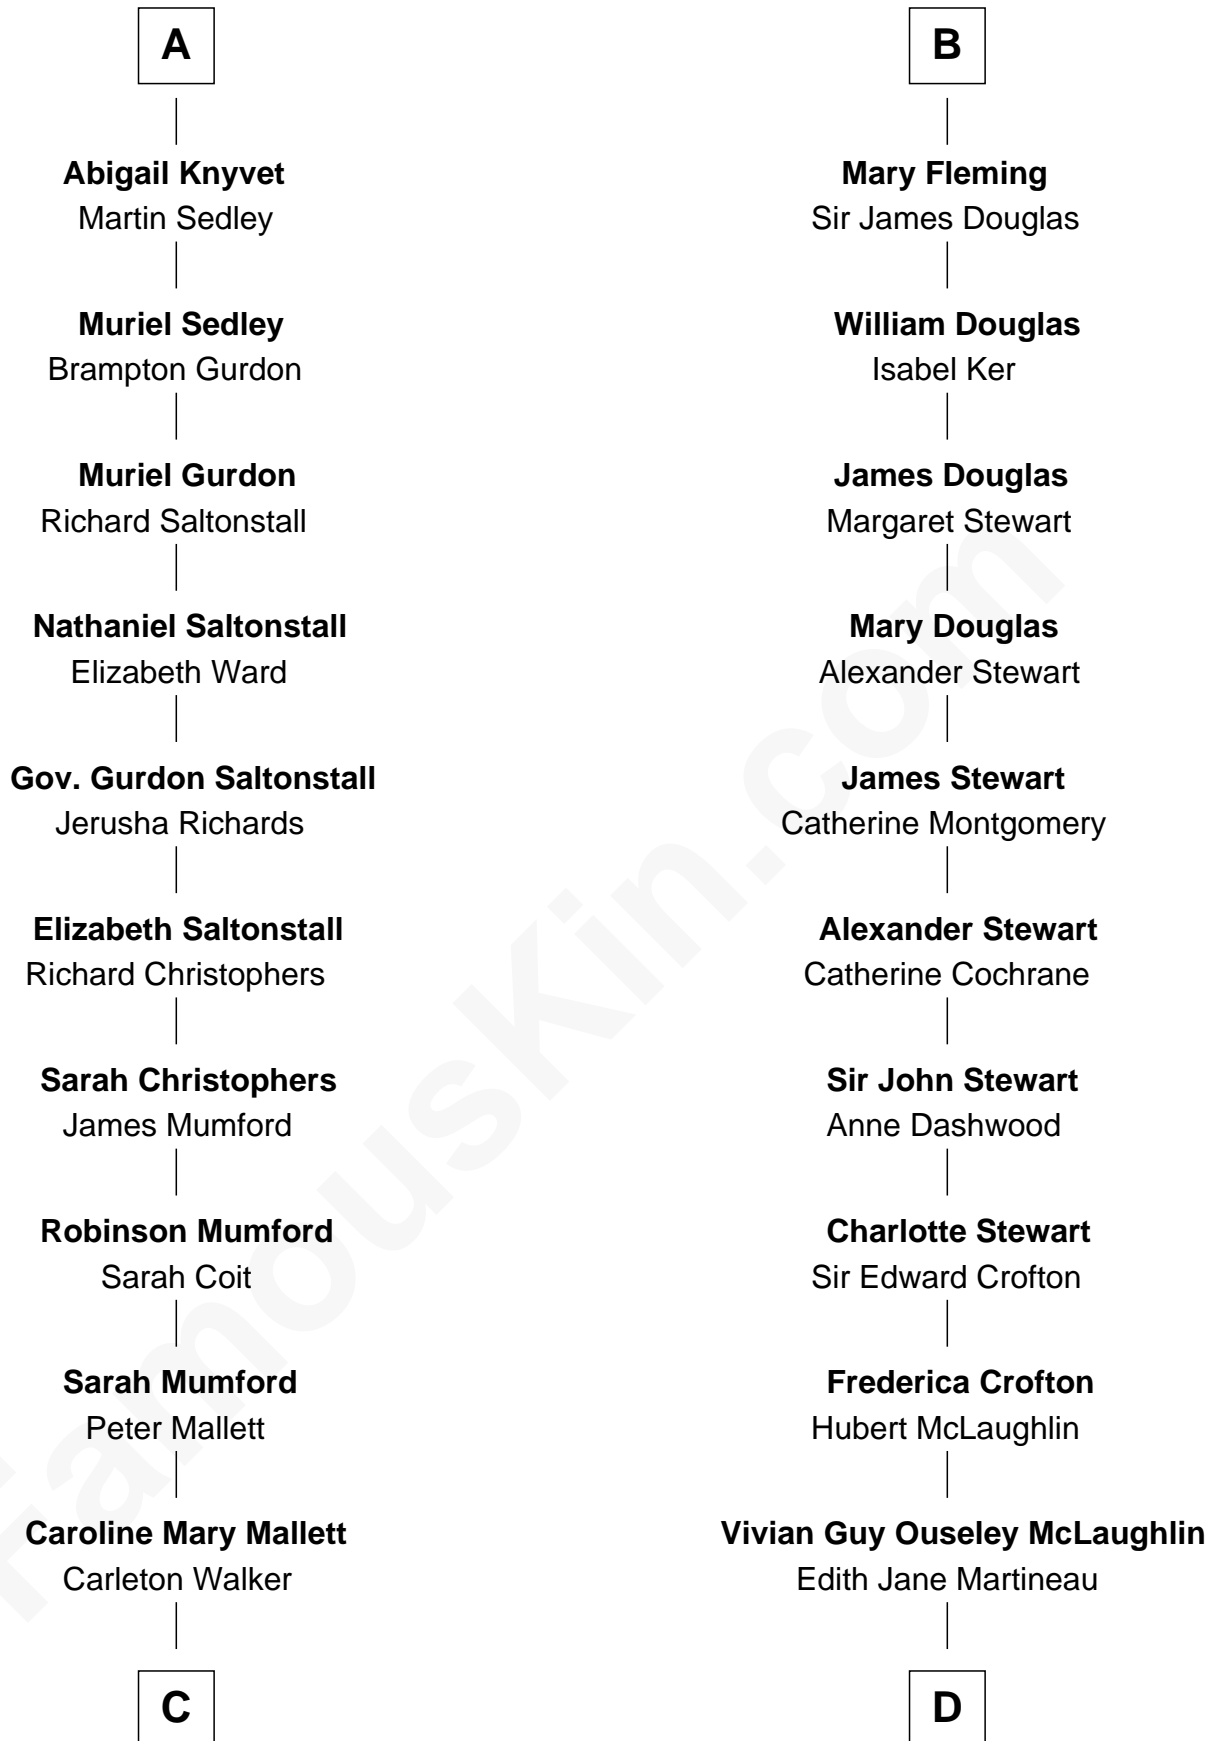 A
Abigail Knyvet
Martin Sedley
Muriel Sedley
Brampton Gurdon
Muriel Gurdon
Richard Saltonstall
Nathaniel Saltonstall
Elizabeth Ward
Gov. Gurdon Saltonstall
Jerusha Richards
Elizabeth Saltonstall
Richard Christophers
Sarah Christophers
James Mumford
Robinson Mumford
Sarah Coit
Sarah Mumford
Peter Mallett
Caroline Mary Mallett
Carleton Walker
C
B
Mary Fleming
Sir James Douglas
William Douglas
Isabel Ker
James Douglas
Margaret Stewart
Mary Douglas
Alexander Stewart
James Stewart
Catherine Montgomery
Alexander Stewart
Catherine Cochrane
Sir John Stewart
Anne Dashwood
Charlotte Stewart
Sir Edward Crofton
Frederica Crofton
Hubert McLaughlin
Vivian Guy Ouseley McLaughlin
Edith Jane Martineau
D
FamousKin.com